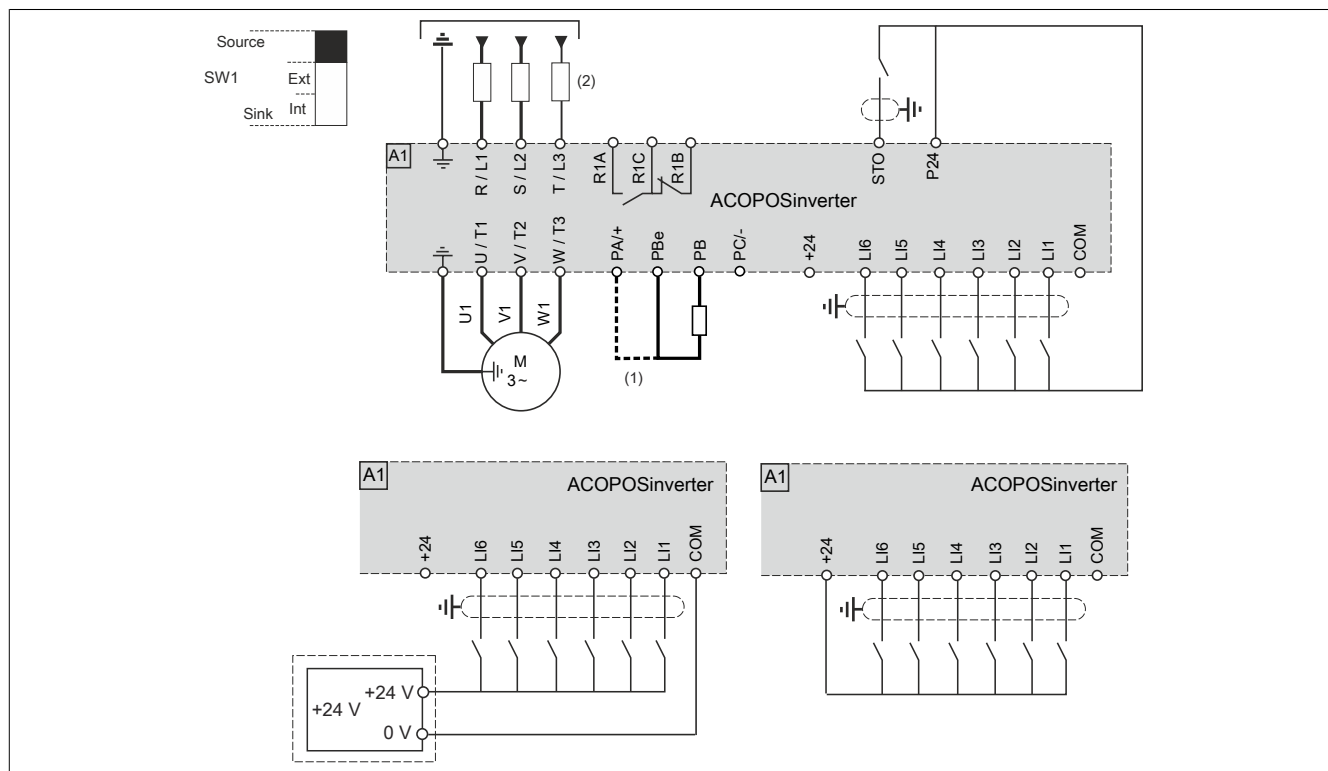 Source
SW1
Ext
Sink
Int
(2)
A1
R / L1
S / L2
T / L3
R1A
R1C
R1B
STO
P24
ACOPOSinverter
U / T1
V / T2
W / T3
PA/+
PBe
PB
PC/-
+24
LI6
LI5
LI4
LI3
LI2
LI1
COM
U1
V1
W1
M
3~
(1)
A1
ACOPOSinverter
+24
LI6
LI5
LI4
LI3
LI2
LI1
COM
+24 V
+24 V
0 V
A1
ACOPOSinverter
+24
LI6
LI5
LI4
LI3
LI2
LI1
COM